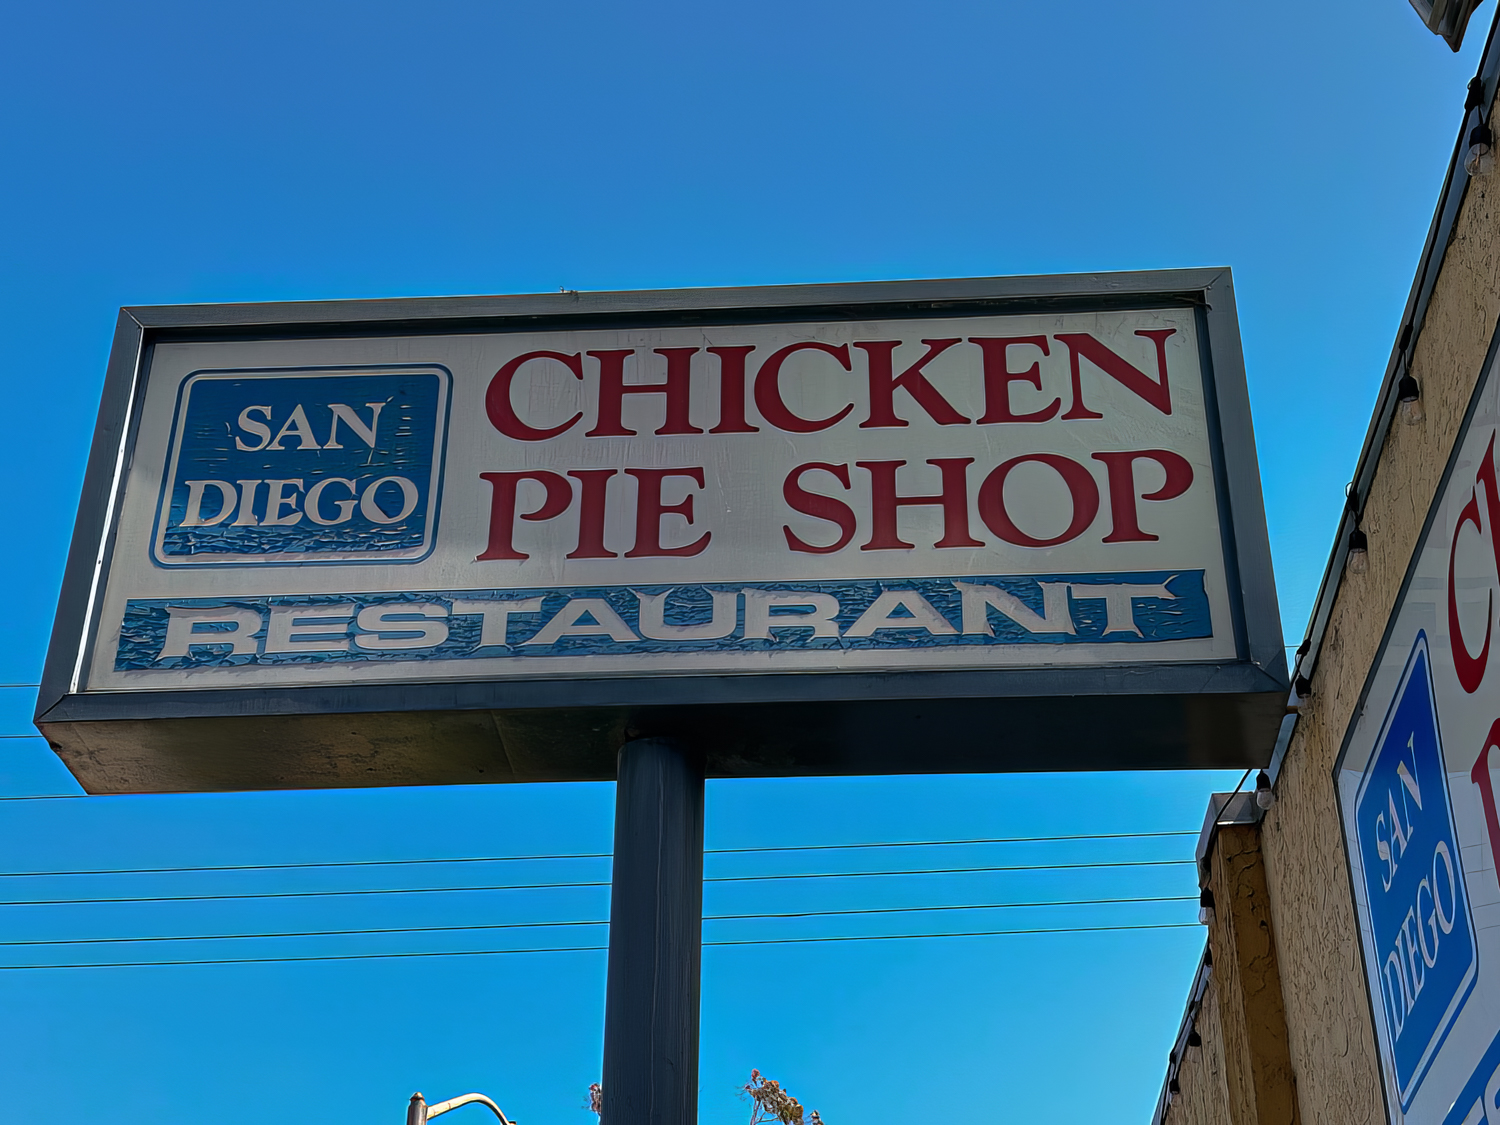 SAN
DIEGO
CHICKEN
PIE SHOP
RESTAURANT
SAN
DIEGO